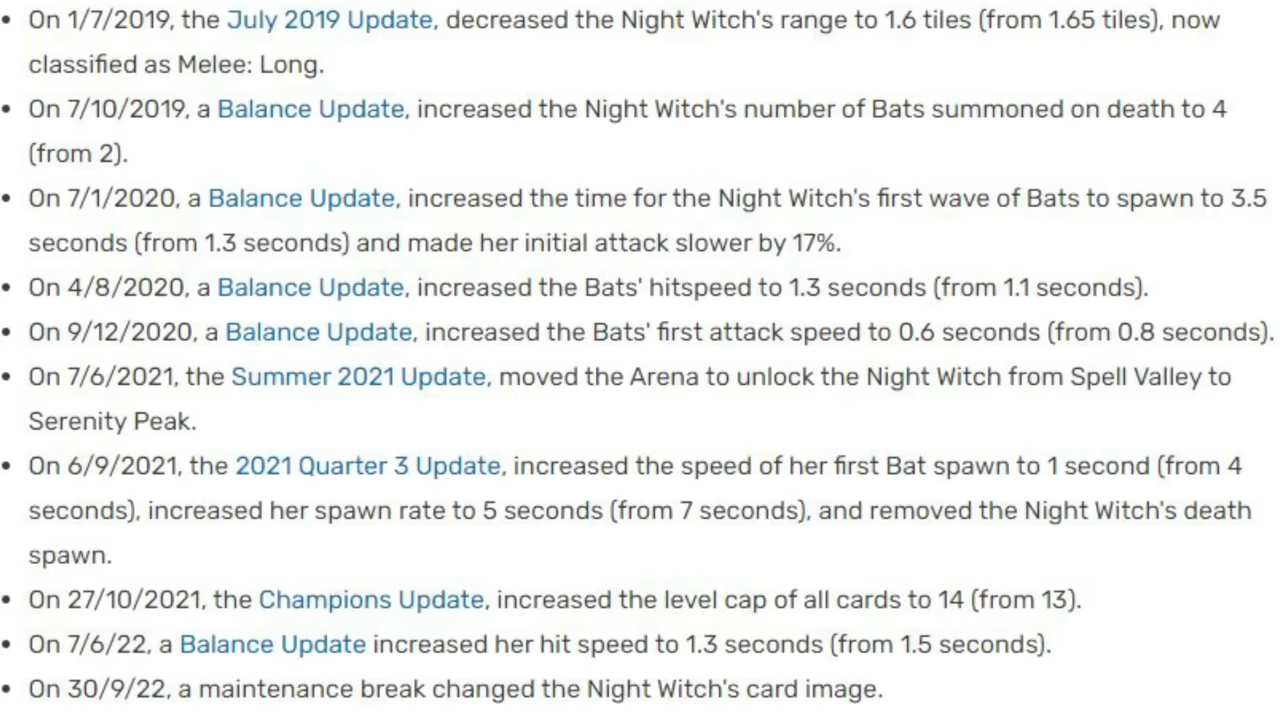 • On 1/7/2019, the July 2019 Update, decreased the Night Witch's range to 1.6 tiles (from 1.65 tiles), now
classified as Melee: Long.
• On 7/10/2019, a Balance Update, increased the Night Witch's number of Bats summoned on death to 4
(from 2).
• On 7/1/2020, a Balance Update, increased the time for the Night Witch's first wave of Bats to spawn to 3.5
seconds (from 1.3 seconds) and made her initial attack slower by 17%.
• On 4/8/2020, a Balance Update, increased the Bats' hitspeed to 1.3 seconds (from 1.1 seconds).
• On 9/12/2020, a Balance Update, increased the Bats' first attack speed to 0.6 seconds (from 0.8 seconds).
• On 7/6/2021, the Summer 2021 Update, moved the Arena to unlock the Night Witch from Spell Valley to
Serenity Peak.
• On 6/9/2021, the 2021 Quarter 3 Update, increased the speed of her first Bat spawn to 1 second (from 4
seconds), increased her spawn rate to 5 seconds (from 7 seconds), and removed the Night Witch's death
spawn.
• On 27/10/2021, the Champions Update, increased the level cap of all cards to 14 (from 13).
• On 7/6/22, a Balance Update increased her hit speed to 1.3 seconds (from 1.5 seconds).
• On 30/9/22, a maintenance break changed the Night Witch's card image.